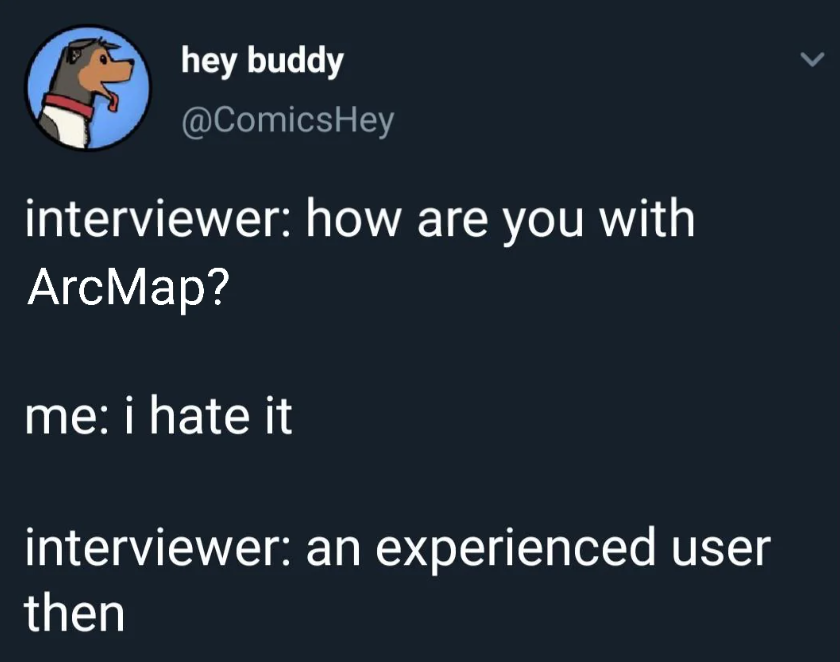 hey buddy
@ComicsHey
interviewer: how are you with
ArcMap?
me: i hate it
interviewer: an experienced user
then